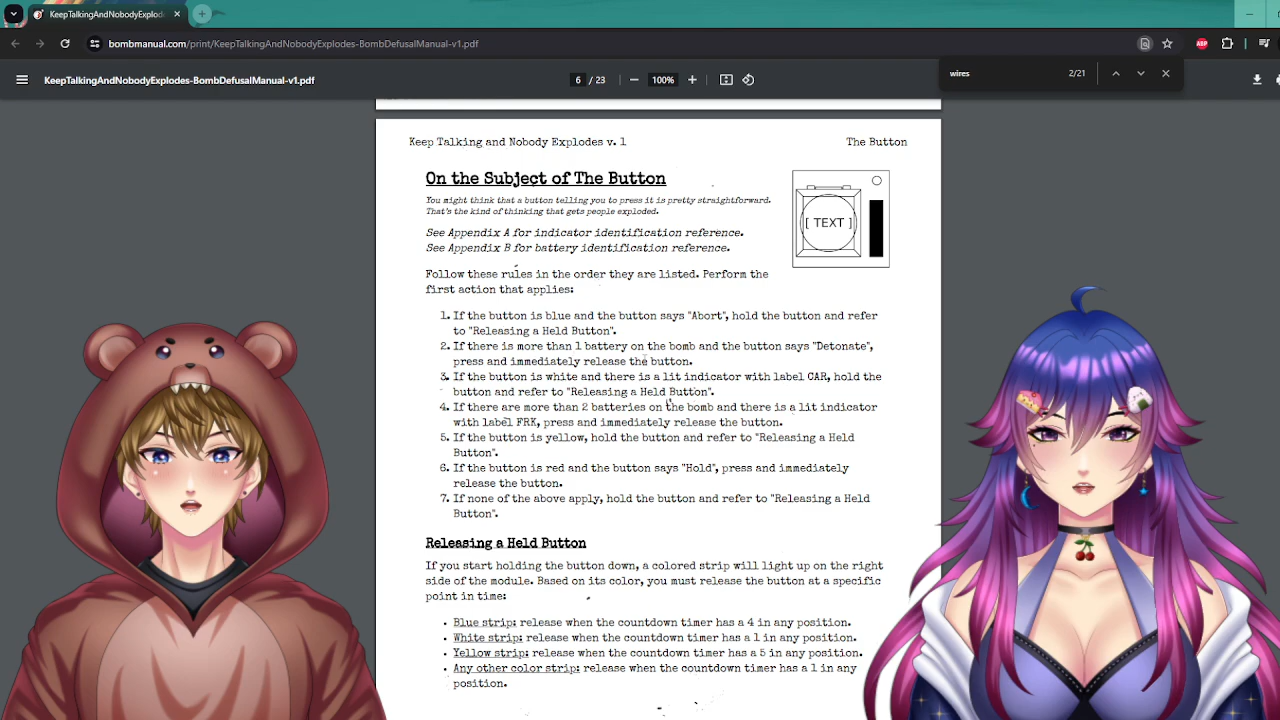 KeepTalkingAndNobodyExplode
bombmanual.com/print/KeepTalkingAndNobodyExplodes-BombDefusalManual-v1.pdf
ABP
KeepTalkingAndNobodyExplodes-BombDefusalManual-v1.pdf
6 / 23
100%
wires
2/21
Keep Talking and Nobody Explodes v. 1
The Button
On the Subject of The Button
You might think that a button telling you to press it is pretty straightforward.
That's the kind of thinking that gets people exploded.
[ TEXT ]
See Appendix A for indicator identification reference.
See Appendix B for battery identification reference.
Follow these rules in the order they are listed. Perform the
first action that applies:
1. If the button is blue and the button says "Abort", hold the button and refer
to "Releasing a Held Button".
2. If there is more than 1 battery on the bomb and the button says "Detonate",
press and immediately release the button.
3. If the button is white and there is a lit indicator with label CAR, hold the
button and refer to "Releasing a Held Button".
4. If there are more than 2 batteries on the bomb and there is a lit indicator
with label FRK, press and immediately release the button.
5. If the button is yellow, hold the button and refer to "Releasing a Held
Button".
6. If the button is red and the button says "Hold", press and immediately
release the button.
7. If none of the above apply, hold the button and refer to "Releasing a Held
Button".
Releasing a Held Button
If you start holding the button down, a colored strip will light up on the right
side of the module. Based on its color, you must release the button at a specific
point in time:
• Blue strip: release when the countdown timer has a 4 in any position.
• White strip: release when the countdown timer has a 1 in any position.
• Yellow strip: release when the countdown timer has a 5 in any position.
• Any other color strip: release when the countdown timer has a 1 in any
position.